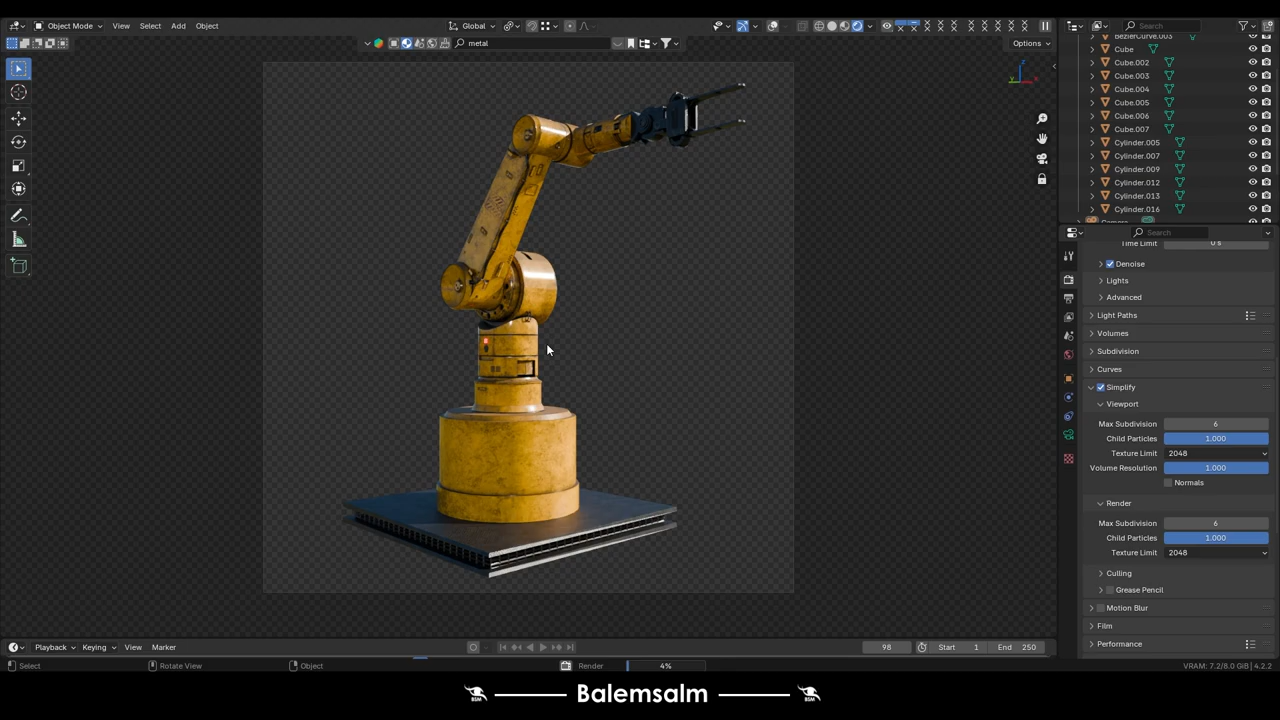 Object Mode View Select Add Object Global
metal Options
Search
BezierCurve.003
Cube
Cube.002
Cube.003
Cube.004
Cube.005
Cube.006
Cube.007
Cylinder.005
Cylinder.007
Cylinder.009
Cylinder.012
Cylinder.013
Cylinder.016
Search
Time Limit 0 s
Denoise
Lights
Advanced
Light Paths
Volumes
Subdivision
Curves
Simplify
Viewport
Max Subdivision 6
Child Particles 1.000
Texture Limit 2048
Volume Resolution 1.000
Normals
Render
Max Subdivision 6
Child Particles 1.000
Texture Limit 2048
Culling
Grease Pencil
Motion Blur
Film
Performance
Playback Keying View Marker 98 Start 1 End 250
Select Rotate View Object Render 4% VRAM: 7.2/8.0 GiB | 4.2.2
BSM Balemsalm BSM